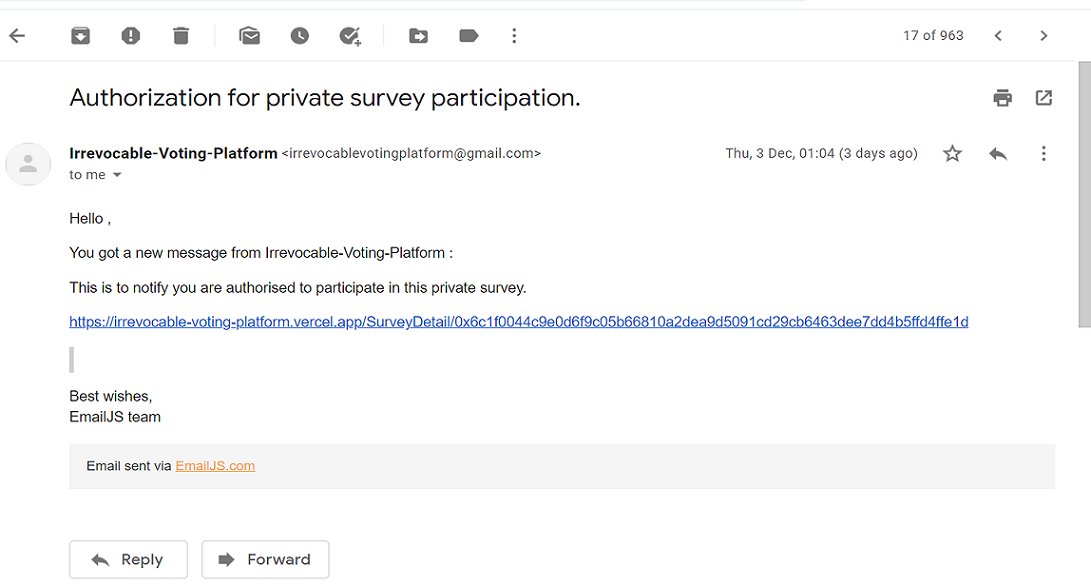 17 of 963
Authorization for private survey participation.
Irrevocable-Voting-Platform <irrevocablevotingplatform@gmail.com> Thu, 3 Dec, 01:04 (3 days ago)
to me
Hello ,
You got a new message from Irrevocable-Voting-Platform :
This is to notify you are authorised to participate in this private survey.
https://irrevocable-voting-platform.vercel.app/SurveyDetail/0x6c1f0044c9e0d6f9c05b66810a2dea9d5091cd29cb6463dee7dd4b5ffd4ffe1d
Best wishes,
EmailJS team
Email sent via EmailJS.com
Reply Forward